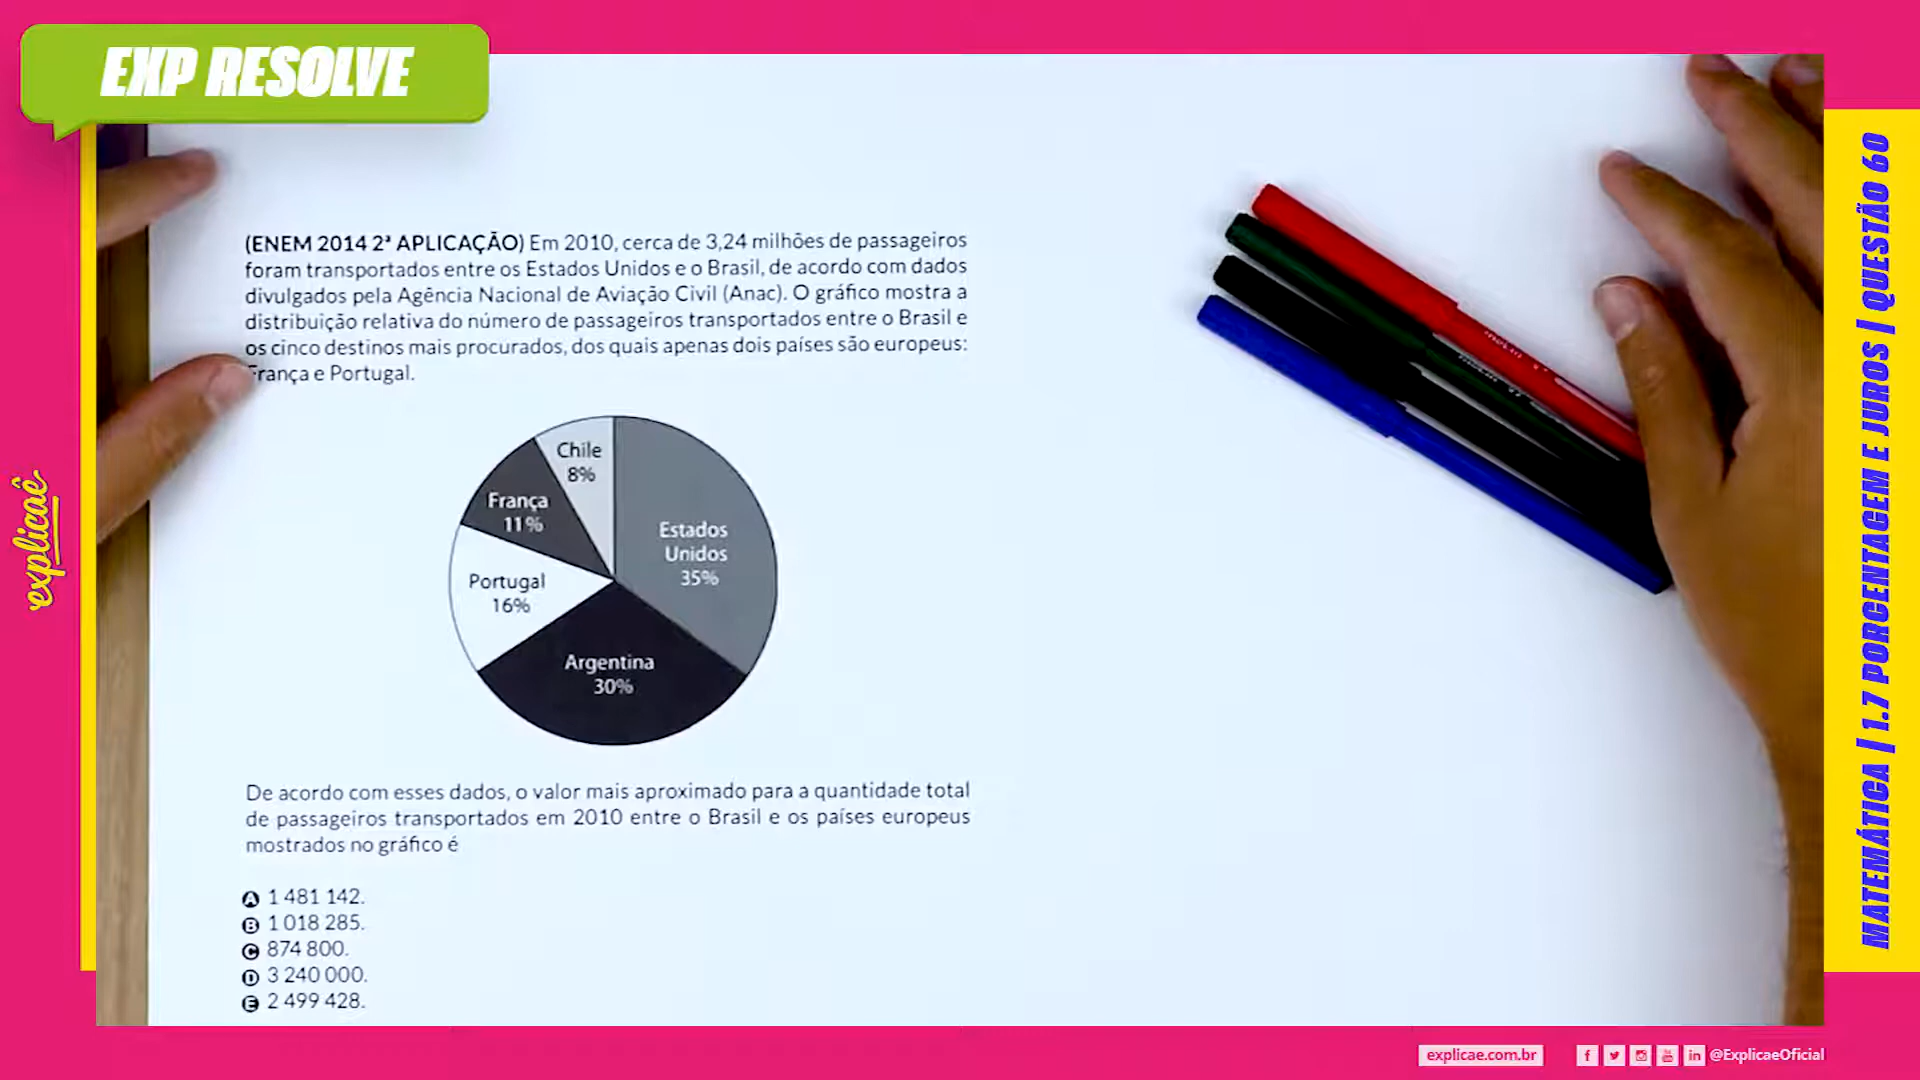 EXP RESOLVE
(ENEM 2014 2ª APLICAÇÃO) Em 2010, cerca de 3,24 milhões de passageiros
foram transportados entre os Estados Unidos e o Brasil, de acordo com dados
divulgados pela Agência Nacional de Aviação Civil (Anac). O gráfico mostra a
distribuição relativa do número de passageiros transportados entre o Brasil e
os cinco destinos mais procurados, dos quais apenas dois países são europeus:
França e Portugal.
Chile
8%
França
11%
Estados
Unidos
35%
Portugal
16%
Argentina
30%
De acordo com esses dados, o valor mais aproximado para a quantidade total
de passageiros transportados em 2010 entre o Brasil e os países europeus
mostrados no gráfico é
A 1 481 142.
B 1 018 285.
C 874 800.
D 3 240 000.
E 2 499 428.
explicaê
MATEMÁTICA | 1.7 PORCENTAGEM E JUROS | QUESTÃO 60
explicae.com.br
@ExplicaeOficial